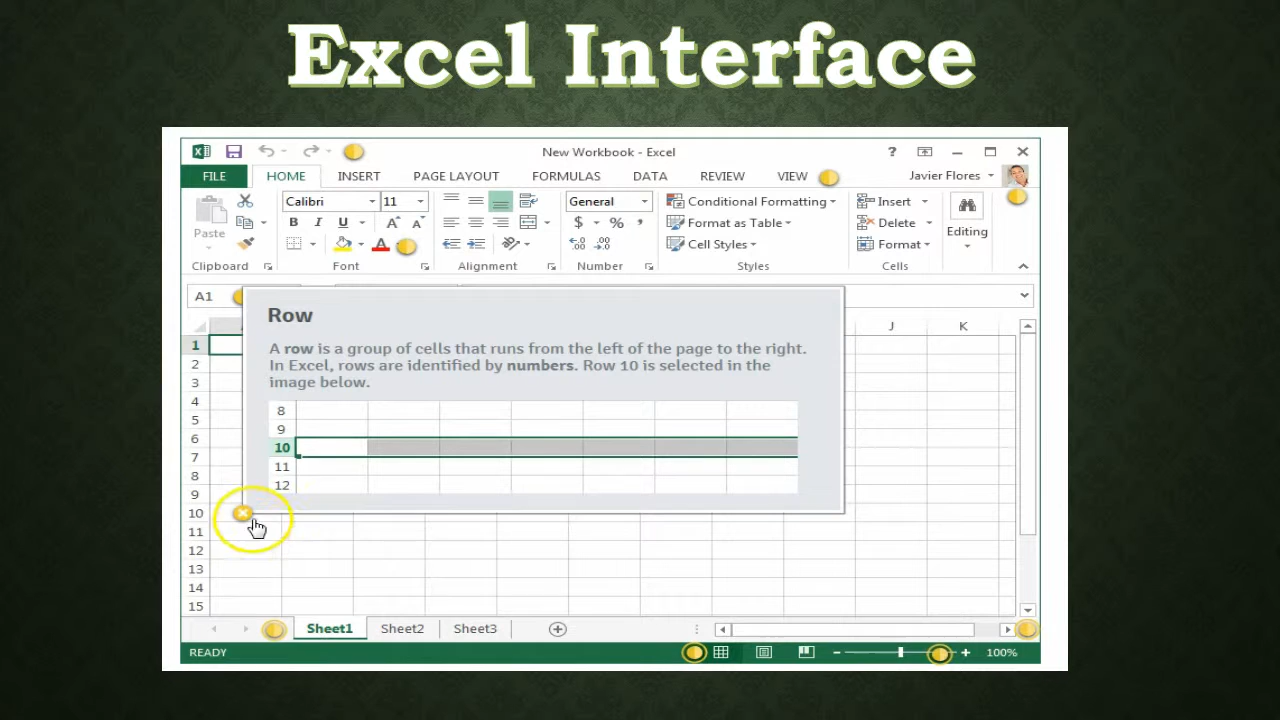 Excel Interface
New Workbook - Excel
?
FILE HOME INSERT PAGE LAYOUT FORMULAS DATA REVIEW VIEW Javier Flores
Paste Calibri 11 General Conditional Formatting Insert
B I U A A $ % , Format as Table Delete Editing
A .00 .00 Cell Styles Format
Clipboard Font Alignment Number Styles Cells
A1
Row
J K
A row is a group of cells that runs from the left of the page to the right.
In Excel, rows are identified by numbers. Row 10 is selected in the
image below.
8
9
10
11
12
1
2
3
4
5
6
7
8
9
10
11
12
13
14
15
Sheet1 Sheet2 Sheet3
READY 100%